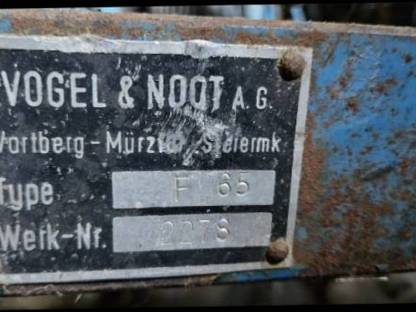 VOGEL & NOOT A.G.
Wartberg-Mürztal, Steiermk
Type F 65
Werk-Nr. 2278